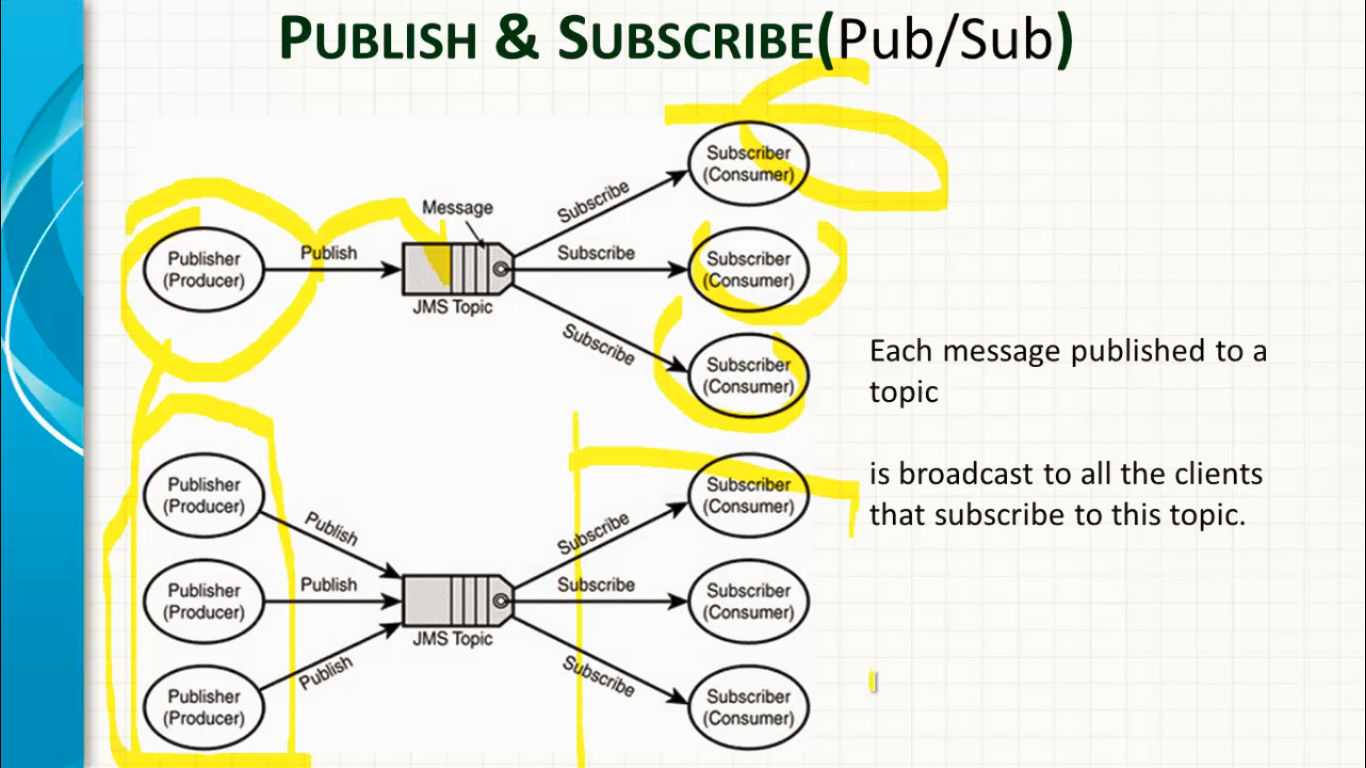 PUBLISH & SUBSCRIBE(Pub/Sub)
Subscriber
(Consumer)
Message
Subscribe
Publisher
(Producer)
Publish
Subscribe
Subscriber
(Consumer)
JMS Topic
Subscribe
Subscriber
(Consumer)
Each message published to a
topic
is broadcast to all the clients
that subscribe to this topic.
Publisher
(Producer)
Publish
Subscribe
Subscriber
(Consumer)
Publisher
(Producer)
Publish
Subscribe
Subscriber
(Consumer)
JMS Topic
Publisher
(Producer)
Publish
Subscribe
Subscriber
(Consumer)